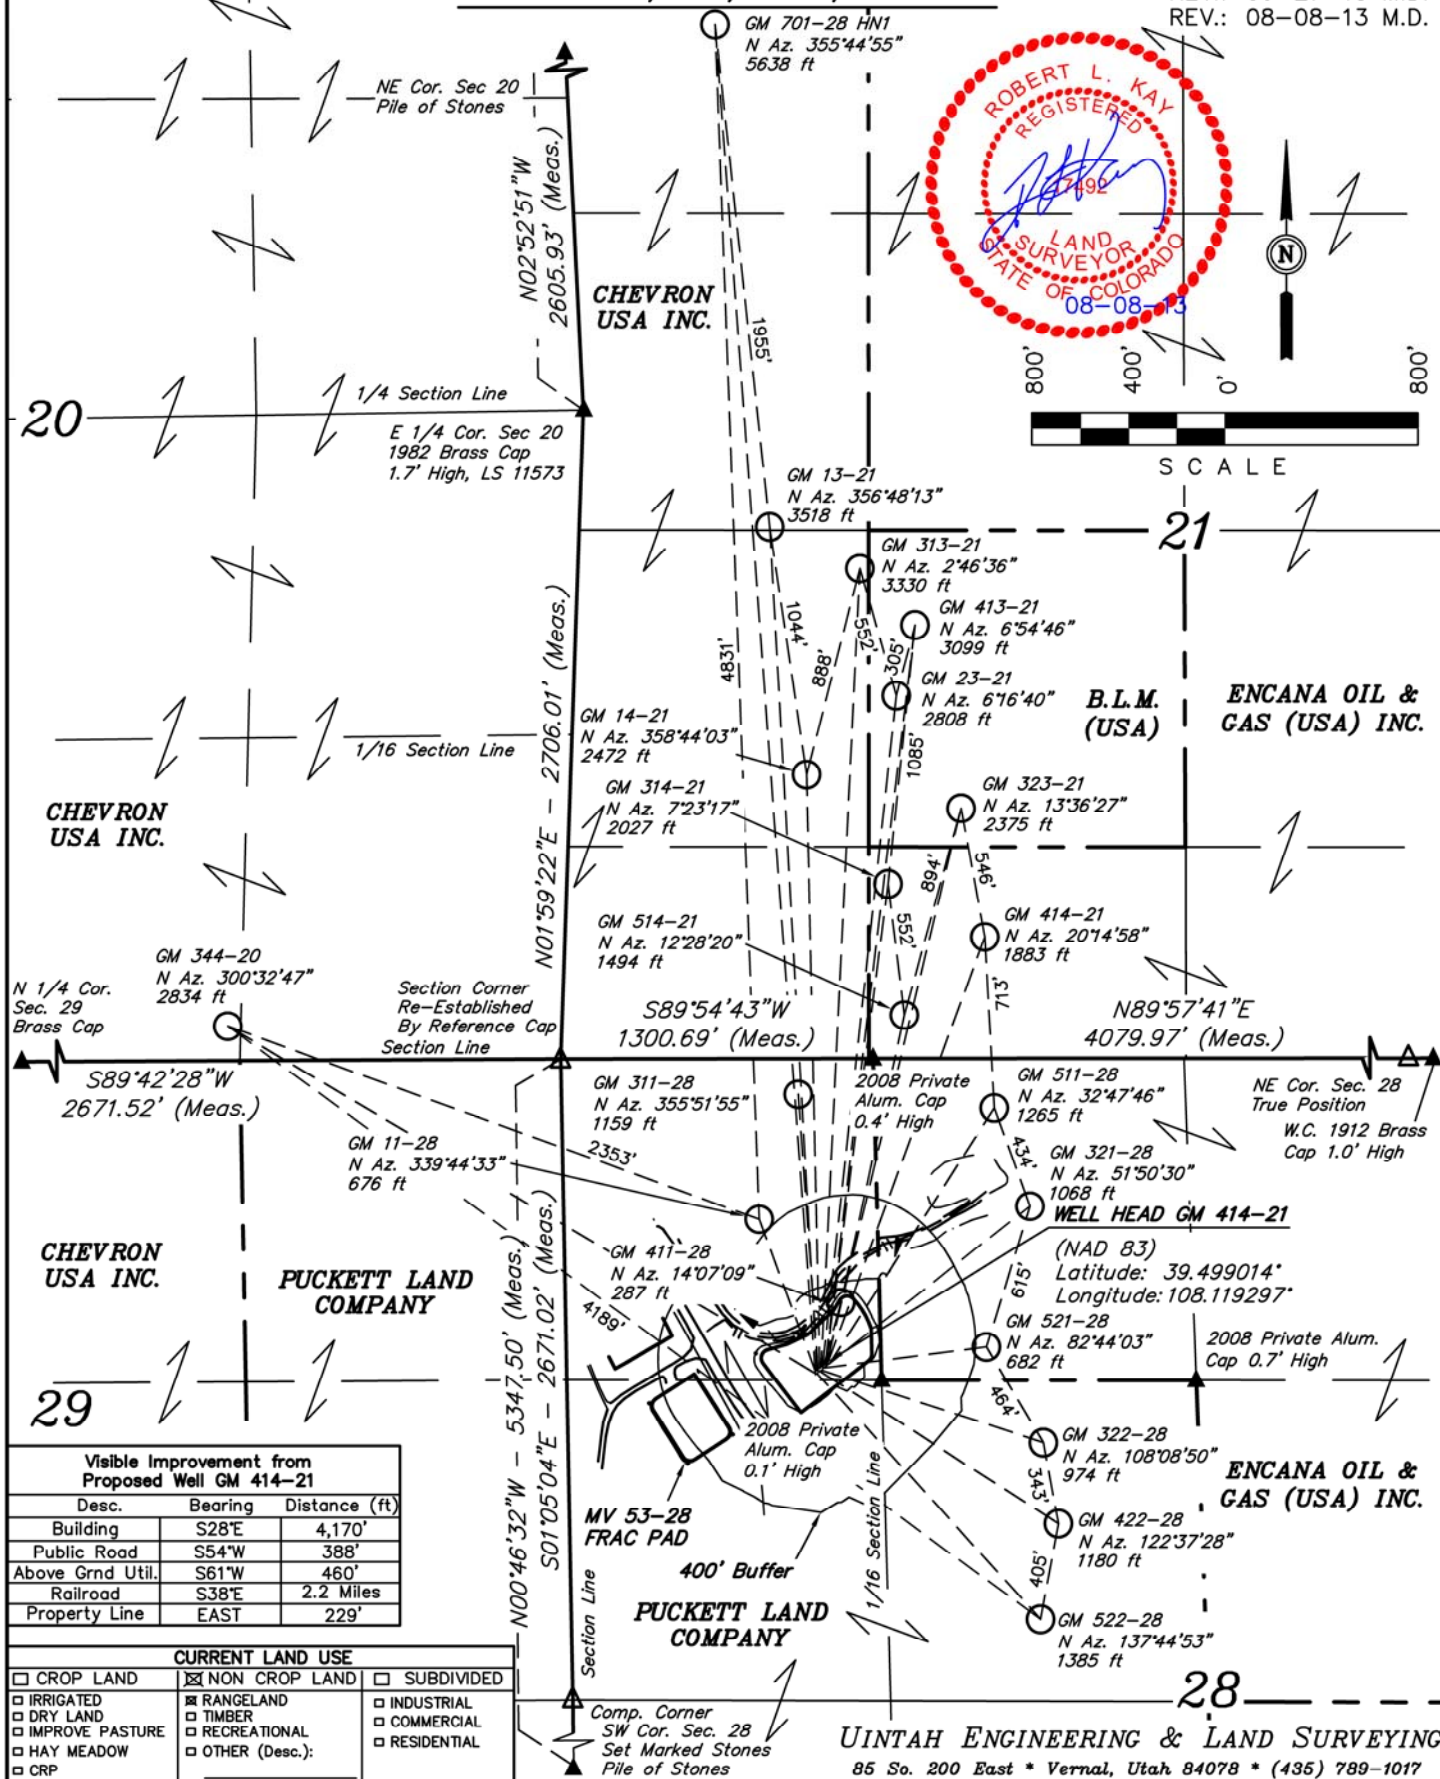 REV.: 08-08-13 M.D.
GM 701-28 HN1
N Az. 355°44'55"
5638 ft
NE Cor. Sec 20
Pile of Stones
ROBERT L. KAY
REGISTERED
LAND
SURVEYOR
STATE OF COLORADO
08-08-13
N
N02°52'51"W
2605.93' (Meas.)
CHEVRON
USA INC.
1955'
800'
400'
0'
800'
SCALE
1/4 Section Line
20
E 1/4 Cor. Sec 20
1982 Brass Cap
1.7' High, LS 11573
GM 13-21
N Az. 356°48'13"
3518 ft
21
GM 313-21
N Az. 2°46'36"
3330 ft
GM 413-21
N Az. 6°54'46"
3099 ft
1044'
888'
552'
305'
4831'
N01°59'22"E - 2706.01' (Meas.)
GM 23-21
N Az. 6°16'40"
2808 ft
B.L.M.
(USA)
ENCANA OIL &
GAS (USA) INC.
GM 14-21
N Az. 358°44'03"
2472 ft
1/16 Section Line
1085'
GM 314-21
N Az. 7°23'17"
2027 ft
GM 323-21
N Az. 13°36'27"
2375 ft
CHEVRON
USA INC.
894'
546'
GM 514-21
N Az. 12°28'20"
1494 ft
552'
GM 414-21
N Az. 20°14'58"
1883 ft
713'
GM 344-20
N Az. 300°32'47"
2834 ft
N 1/4 Cor.
Sec. 29
Brass Cap
Section Corner
Re-Established
By Reference Cap
Section Line
S89°54'43"W
1300.69' (Meas.)
N89°57'41"E
4079.97' (Meas.)
S89°42'28"W
2671.52' (Meas.)
GM 311-28
N Az. 355°51'55"
1159 ft
2008 Private
Alum. Cap
0.4' High
GM 511-28
N Az. 32°47'46"
1265 ft
NE Cor. Sec. 28
True Position
W.C. 1912 Brass
Cap 1.0' High
GM 11-28
N Az. 339°44'33"
676 ft
2353'
434'
GM 321-28
N Az. 51°50'30"
1068 ft
WELL HEAD GM 414-21
(NAD 83)
Latitude: 39.499014°
Longitude: 108.119297°
CHEVRON
USA INC.
PUCKETT LAND
COMPANY
GM 411-28
N Az. 14°07'09"
287 ft
4189'
615'
GM 521-28
N Az. 82°44'03"
682 ft
2008 Private Alum.
Cap 0.7' High
N00°46'32"W - 5347.50' (Meas.)
S01°05'04"E - 2671.02' (Meas.)
29
464'
2008 Private
Alum. Cap
0.1' High
GM 322-28
N Az. 108°08'50"
974 ft
343'
ENCANA OIL &
GAS (USA) INC.
MV 53-28
FRAC PAD
400' Buffer
1/16 Section Line
GM 422-28
N Az. 122°37'28"
1180 ft
405'
PUCKETT LAND
COMPANY
GM 522-28
N Az. 137°44'53"
1385 ft
Section Line
28
Comp. Corner
SW Cor. Sec. 28
Set Marked Stones
Pile of Stones
Visible Improvement from
Proposed Well GM 414-21
Desc. Bearing Distance (ft)
Building S28°E 4,170'
Public Road S54°W 388'
Above Grnd Util. S61°W 460'
Railroad S38°E 2.2 Miles
Property Line EAST 229'
CURRENT LAND USE
☐ CROP LAND ☒ NON CROP LAND ☐ SUBDIVIDED
☐ IRRIGATED ☒ RANGELAND ☐ INDUSTRIAL
☐ DRY LAND ☐ TIMBER ☐ COMMERCIAL
☐ IMPROVE PASTURE ☐ RECREATIONAL ☐ RESIDENTIAL
☐ HAY MEADOW ☐ OTHER (Desc.):
☐ CRP
UINTAH ENGINEERING & LAND SURVEYING
85 So. 200 East * Vernal, Utah 84078 * (435) 789-1017